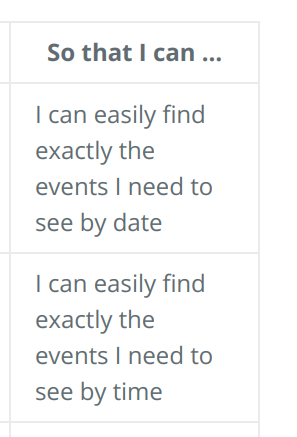 So that I can ...
I can easily find
exactly the
events I need to
see by date
I can easily find
exactly the
events I need to
see by time